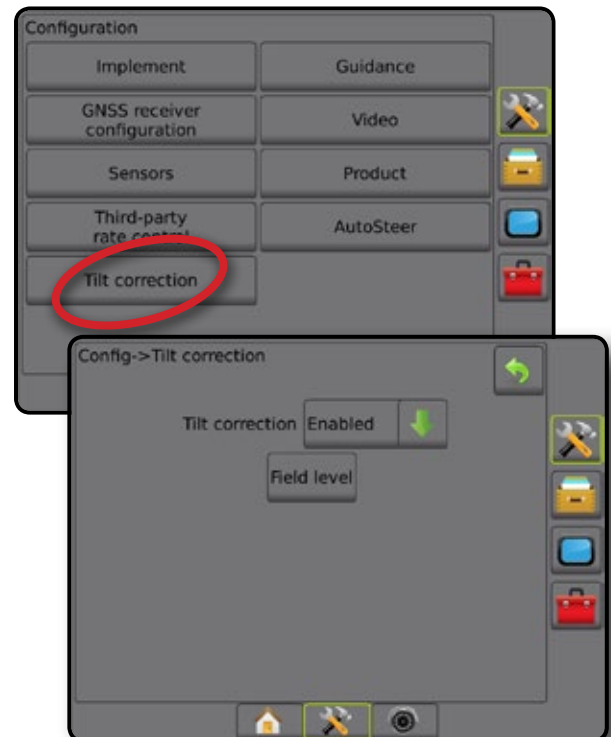 Configuration
Implement
Guidance
GNSS receiver
configuration
Video
Sensors
Product
Third-party
rate control
AutoSteer
Tilt correction
Config->Tilt correction
Tilt correction Enabled
Field level